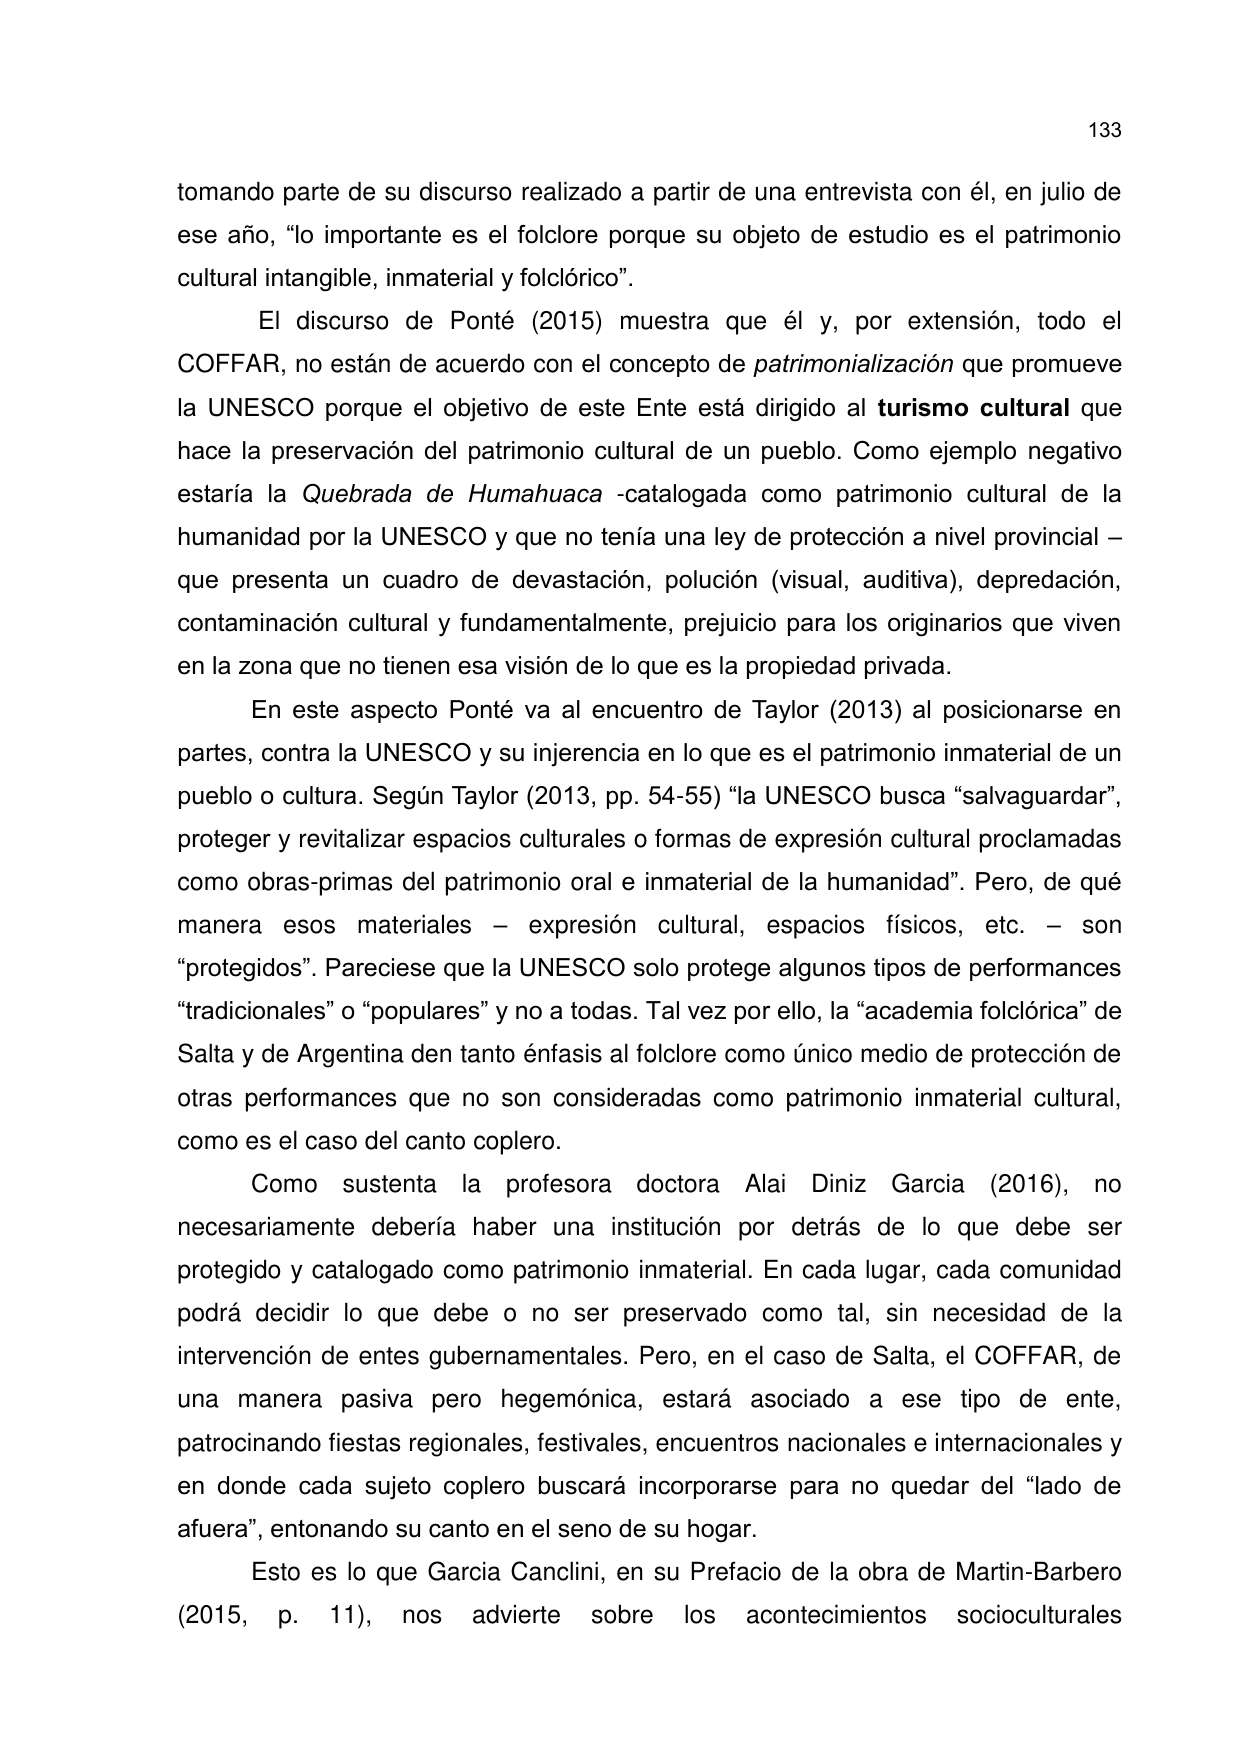 133
tomando parte de su discurso realizado a partir de una entrevista con él, en julio de
ese año, “lo importante es el folclore porque su objeto de estudio es el patrimonio
cultural intangible, inmaterial y folclórico”.
El discurso de Ponté (2015) muestra que él y, por extensión, todo el
COFFAR, no están de acuerdo con el concepto de patrimonialización que promueve
la UNESCO porque el objetivo de este Ente está dirigido al turismo cultural que
hace la preservación del patrimonio cultural de un pueblo. Como ejemplo negativo
estaría la Quebrada de Humahuaca -catalogada como patrimonio cultural de la
humanidad por la UNESCO y que no tenía una ley de protección a nivel provincial –
que presenta un cuadro de devastación, polución (visual, auditiva), depredación,
contaminación cultural y fundamentalmente, prejuicio para los originarios que viven
en la zona que no tienen esa visión de lo que es la propiedad privada.
En este aspecto Ponté va al encuentro de Taylor (2013) al posicionarse en
partes, contra la UNESCO y su injerencia en lo que es el patrimonio inmaterial de un
pueblo o cultura. Según Taylor (2013, pp. 54-55) “la UNESCO busca “salvaguardar”,
proteger y revitalizar espacios culturales o formas de expresión cultural proclamadas
como obras-primas del patrimonio oral e inmaterial de la humanidad”. Pero, de qué
manera esos materiales – expresión cultural, espacios físicos, etc. – son
“protegidos”. Pareciese que la UNESCO solo protege algunos tipos de performances
“tradicionales” o “populares” y no a todas. Tal vez por ello, la “academia folclórica” de
Salta y de Argentina den tanto énfasis al folclore como único medio de protección de
otras performances que no son consideradas como patrimonio inmaterial cultural,
como es el caso del canto coplero.
Como sustenta la profesora doctora Alai Diniz Garcia (2016), no
necesariamente debería haber una institución por detrás de lo que debe ser
protegido y catalogado como patrimonio inmaterial. En cada lugar, cada comunidad
podrá decidir lo que debe o no ser preservado como tal, sin necesidad de la
intervención de entes gubernamentales. Pero, en el caso de Salta, el COFFAR, de
una manera pasiva pero hegemónica, estará asociado a ese tipo de ente,
patrocinando fiestas regionales, festivales, encuentros nacionales e internacionales y
en donde cada sujeto coplero buscará incorporarse para no quedar del “lado de
afuera”, entonando su canto en el seno de su hogar.
Esto es lo que Garcia Canclini, en su Prefacio de la obra de Martin-Barbero
(2015, p. 11), nos advierte sobre los acontecimientos socioculturales